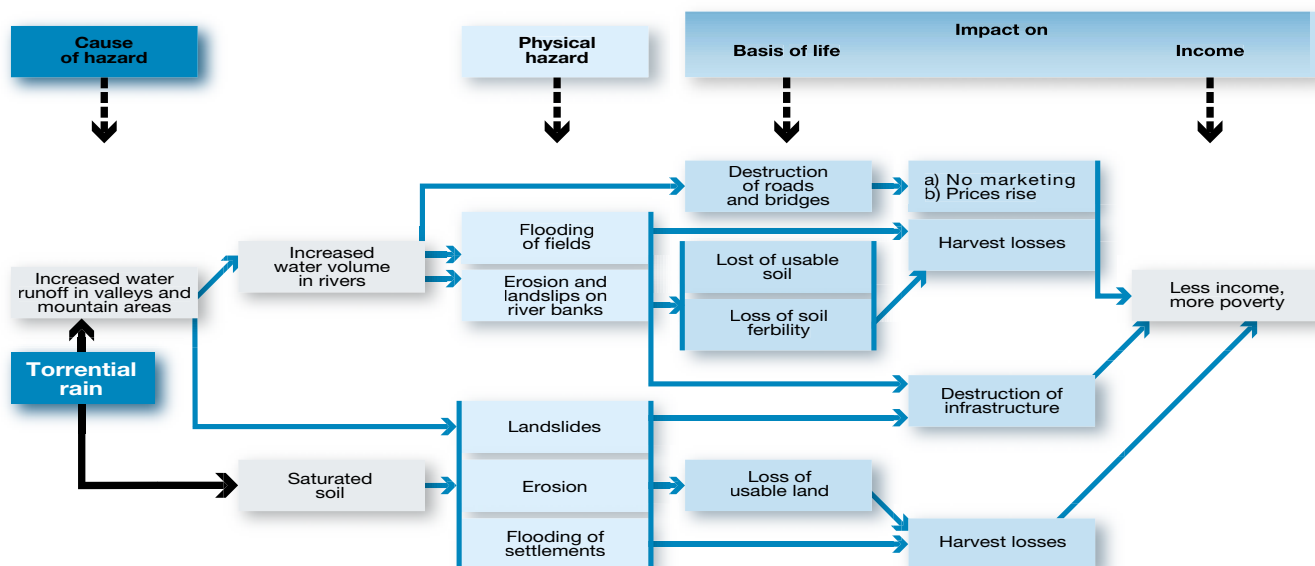 Cause
of hazard
Physical
hazard
Impact on
Basis of life
Income
Destruction
of roads
and bridges
a) No marketing
b) Prices rise
Flooding
of fields
Harvest losses
Increased
water volume
in rivers
Lost of usable
soil
Increased water
runoff in valleys and
mountain areas
Erosion and
landslips on
river banks
Loss of soil
ferbility
Less income,
more poverty
Torrential
rain
Destruction of
infrastructure
Landslides
Saturated
soil
Erosion
Loss of
usable land
Flooding of
settlements
Harvest losses